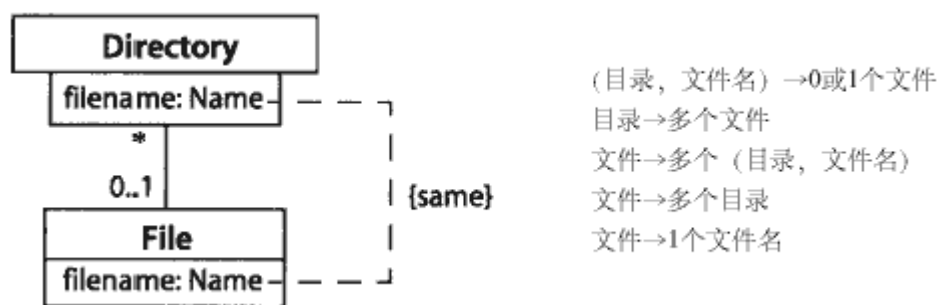 Directory
filename: Name
*
0..1
{same}
File
filename: Name
(目录，文件名) →0或1个文件
目录→多个文件
文件→多个 (目录，文件名)
文件→多个目录
文件→1个文件名